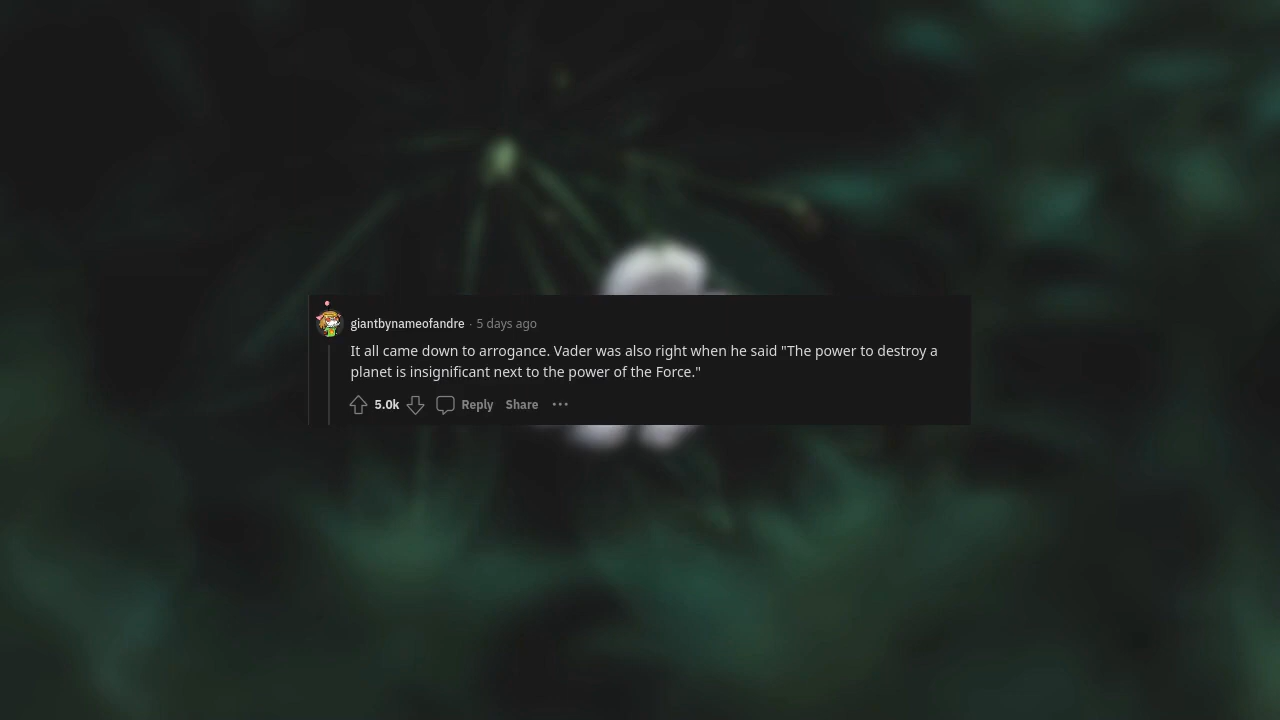 giantbynameofandre · 5 days ago
It all came down to arrogance. Vader was also right when he said "The power to destroy a
planet is insignificant next to the power of the Force."
5.0k Reply Share ···